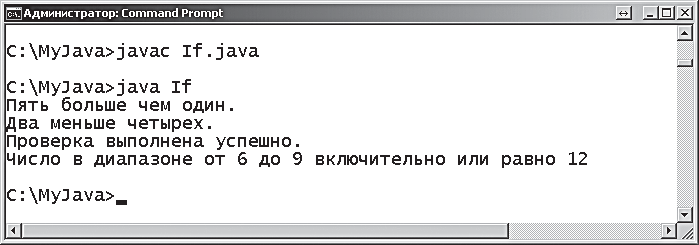 Администратор: Command Prompt
C:\MyJava>javac If.java
C:\MyJava>java If
Пять больше чем один.
Два меньше четырех.
Проверка выполнена успешно.
Число в диапазоне от 6 до 9 включительно или равно 12
C:\MyJava>